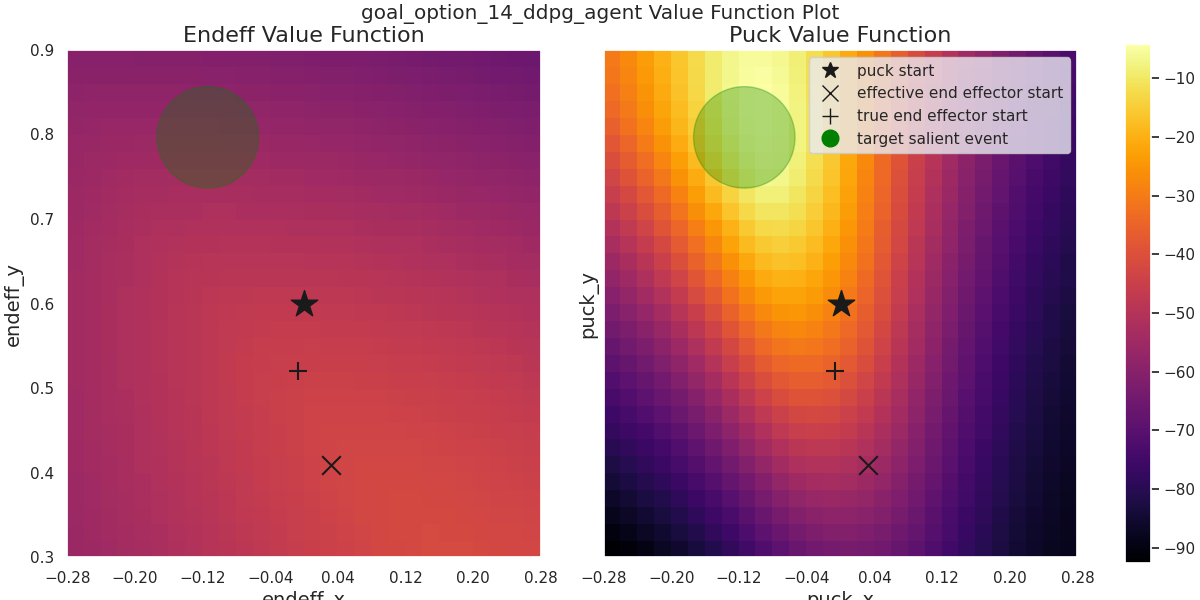 goal_option_14_ddpg_agent Value Function Plot
Endeff Value Function
0.9
0.8
0.7
0.6
0.5
0.4
0.3
endeff_y
−0.28 −0.20 −0.12 −0.04 0.04 0.12 0.20 0.28
endeff_x
Puck Value Function
puck start
effective end effector start
true end effector start
target salient event
puck_y
−0.28 −0.20 −0.12 −0.04 0.04 0.12 0.20 0.28
puck_x
−10
−20
−30
−40
−50
−60
−70
−80
−90